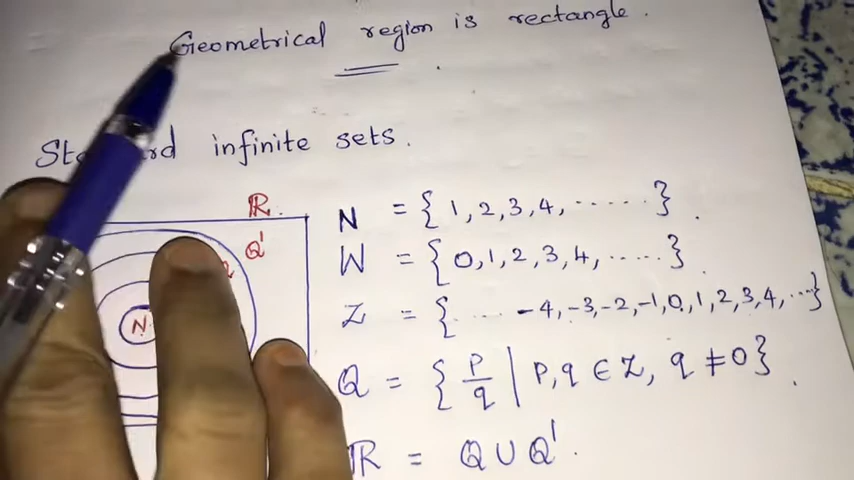 Geometrical region is rectangle.
infinite sets.
R.
Q'
N
N = {1, 2, 3, 4, ......}.
W = {0, 1, 2, 3, 4, .....}.
Z = {..... -4, -3, -2, -1, 0, 1, 2, 3, 4, ...}
Q = {p/q | p, q ∈ Z, q ≠ 0}.
R = Q ∪ Q'.